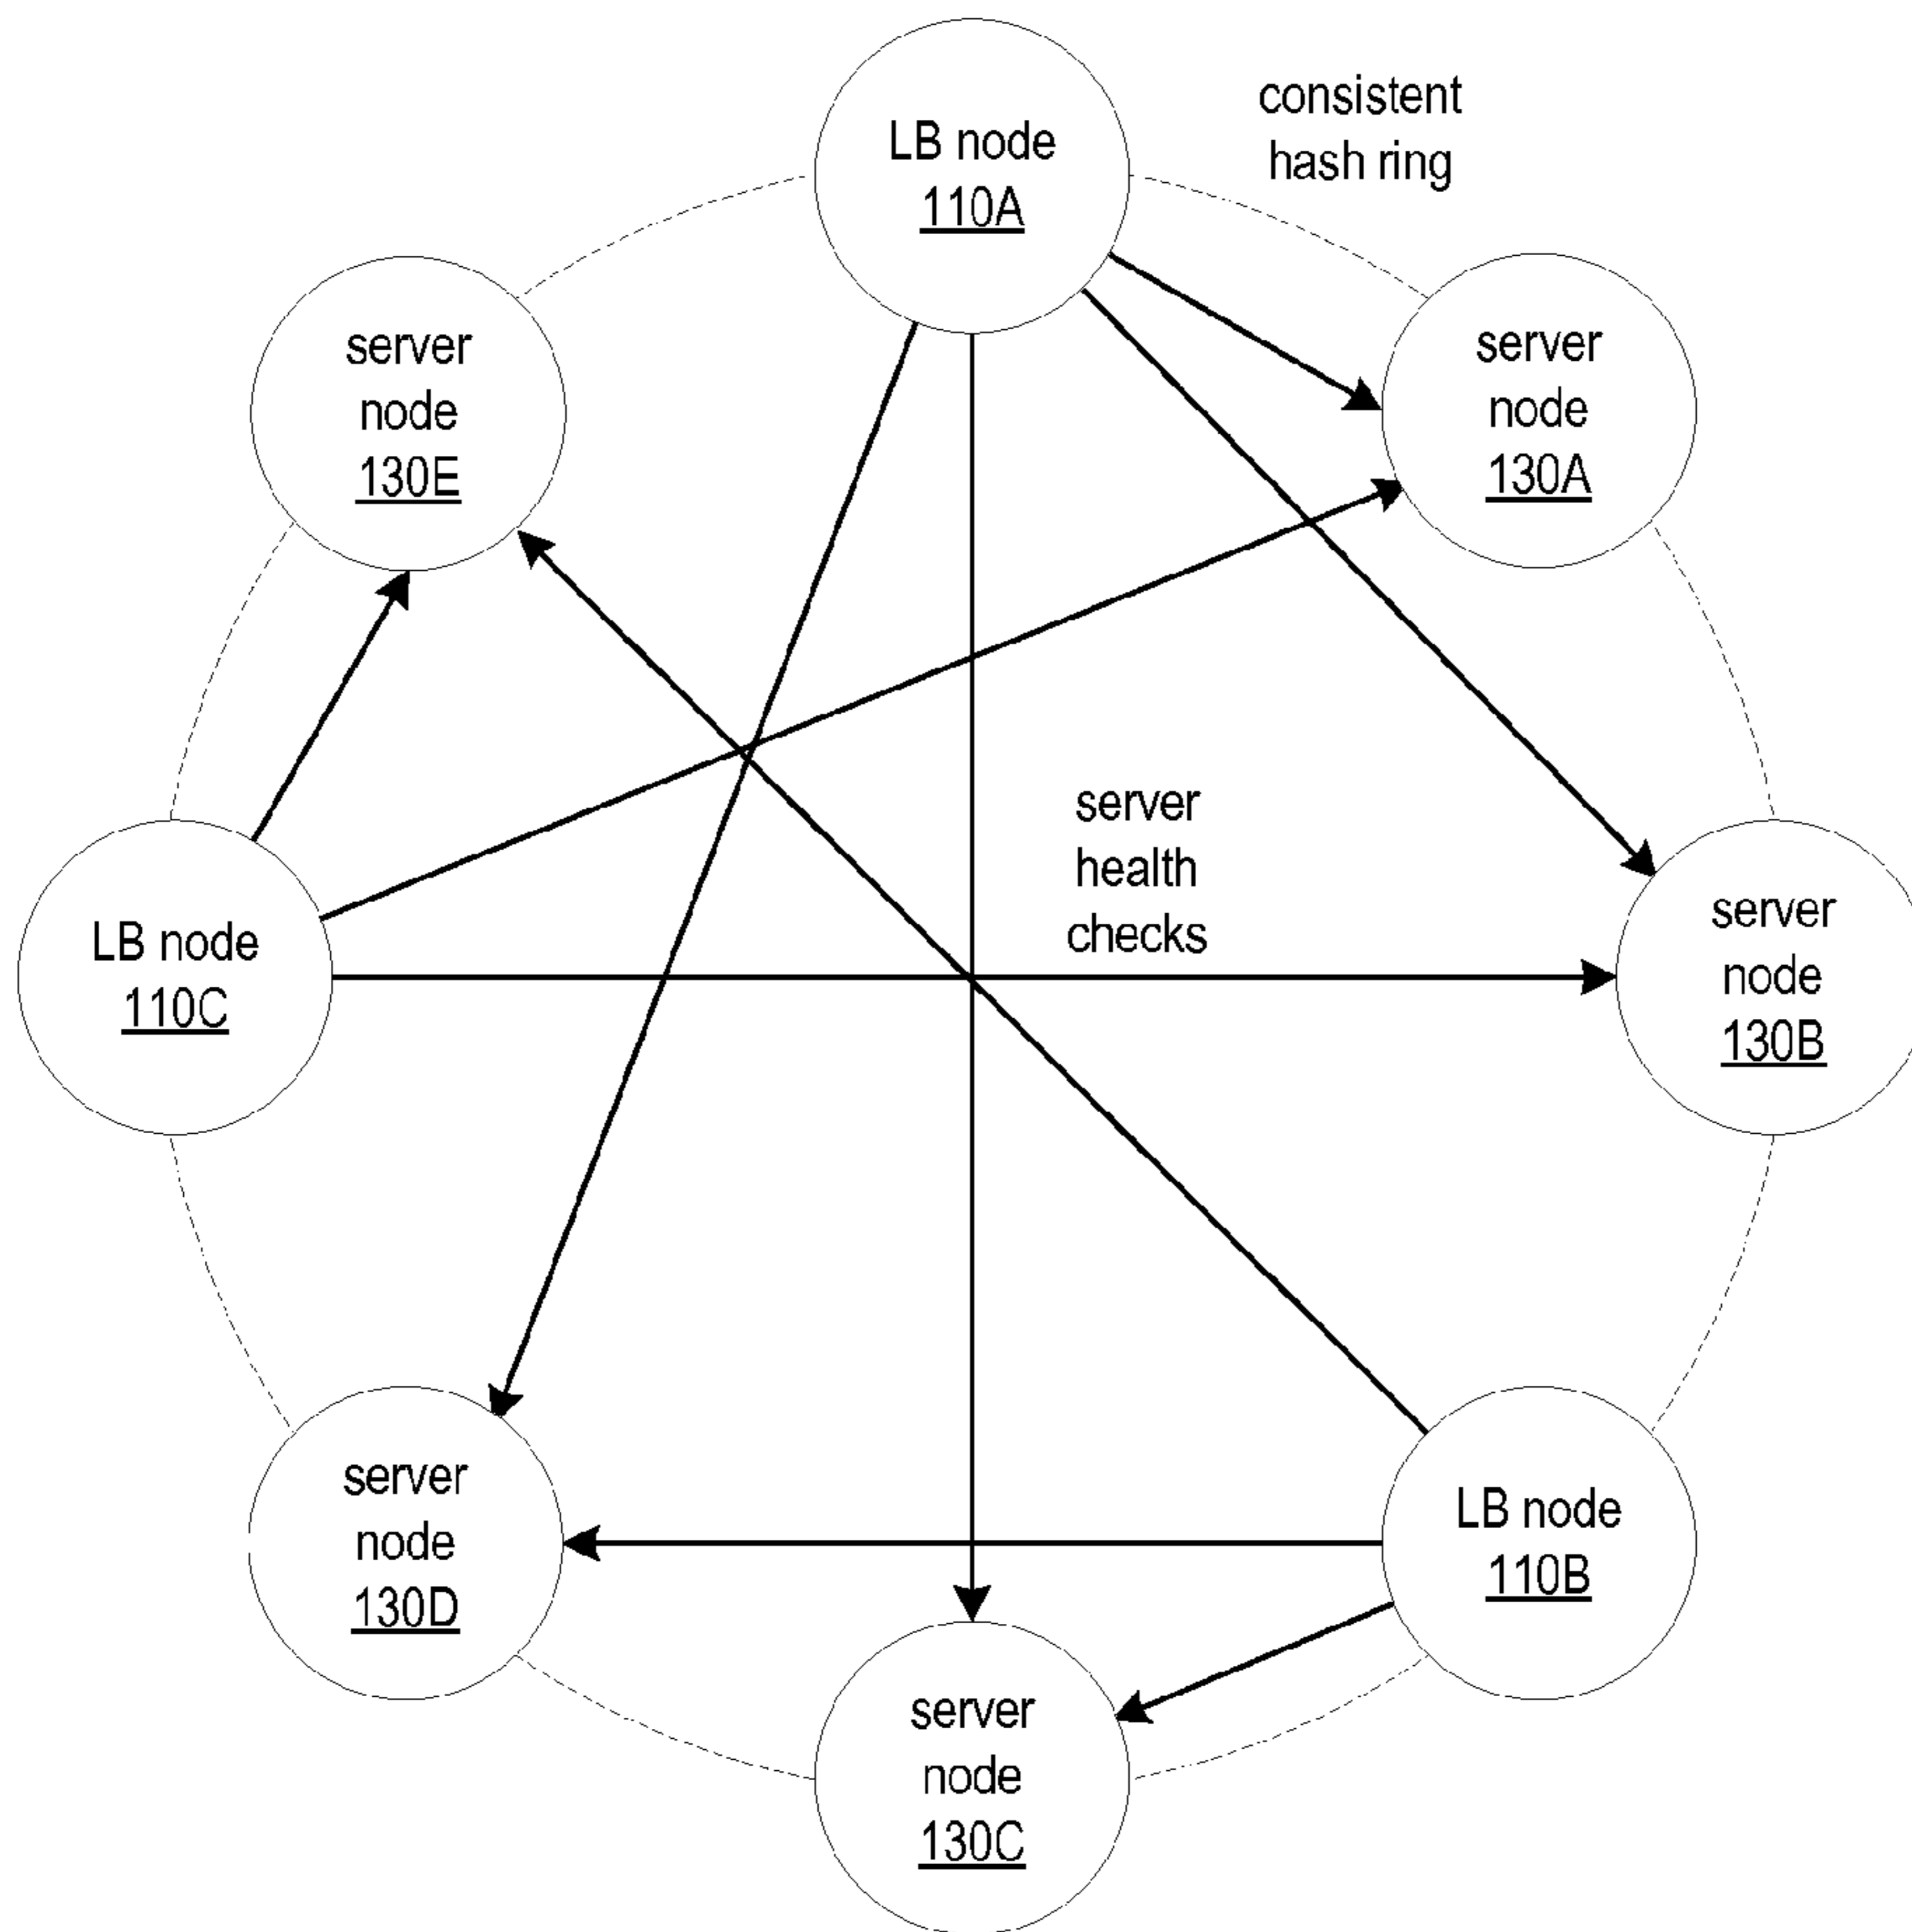 LB node
110A
consistent
hash ring
server
node
130E
server
node
130A
server
health
checks
LB node
110C
server
node
130B
server
node
130D
LB node
110B
server
node
130C